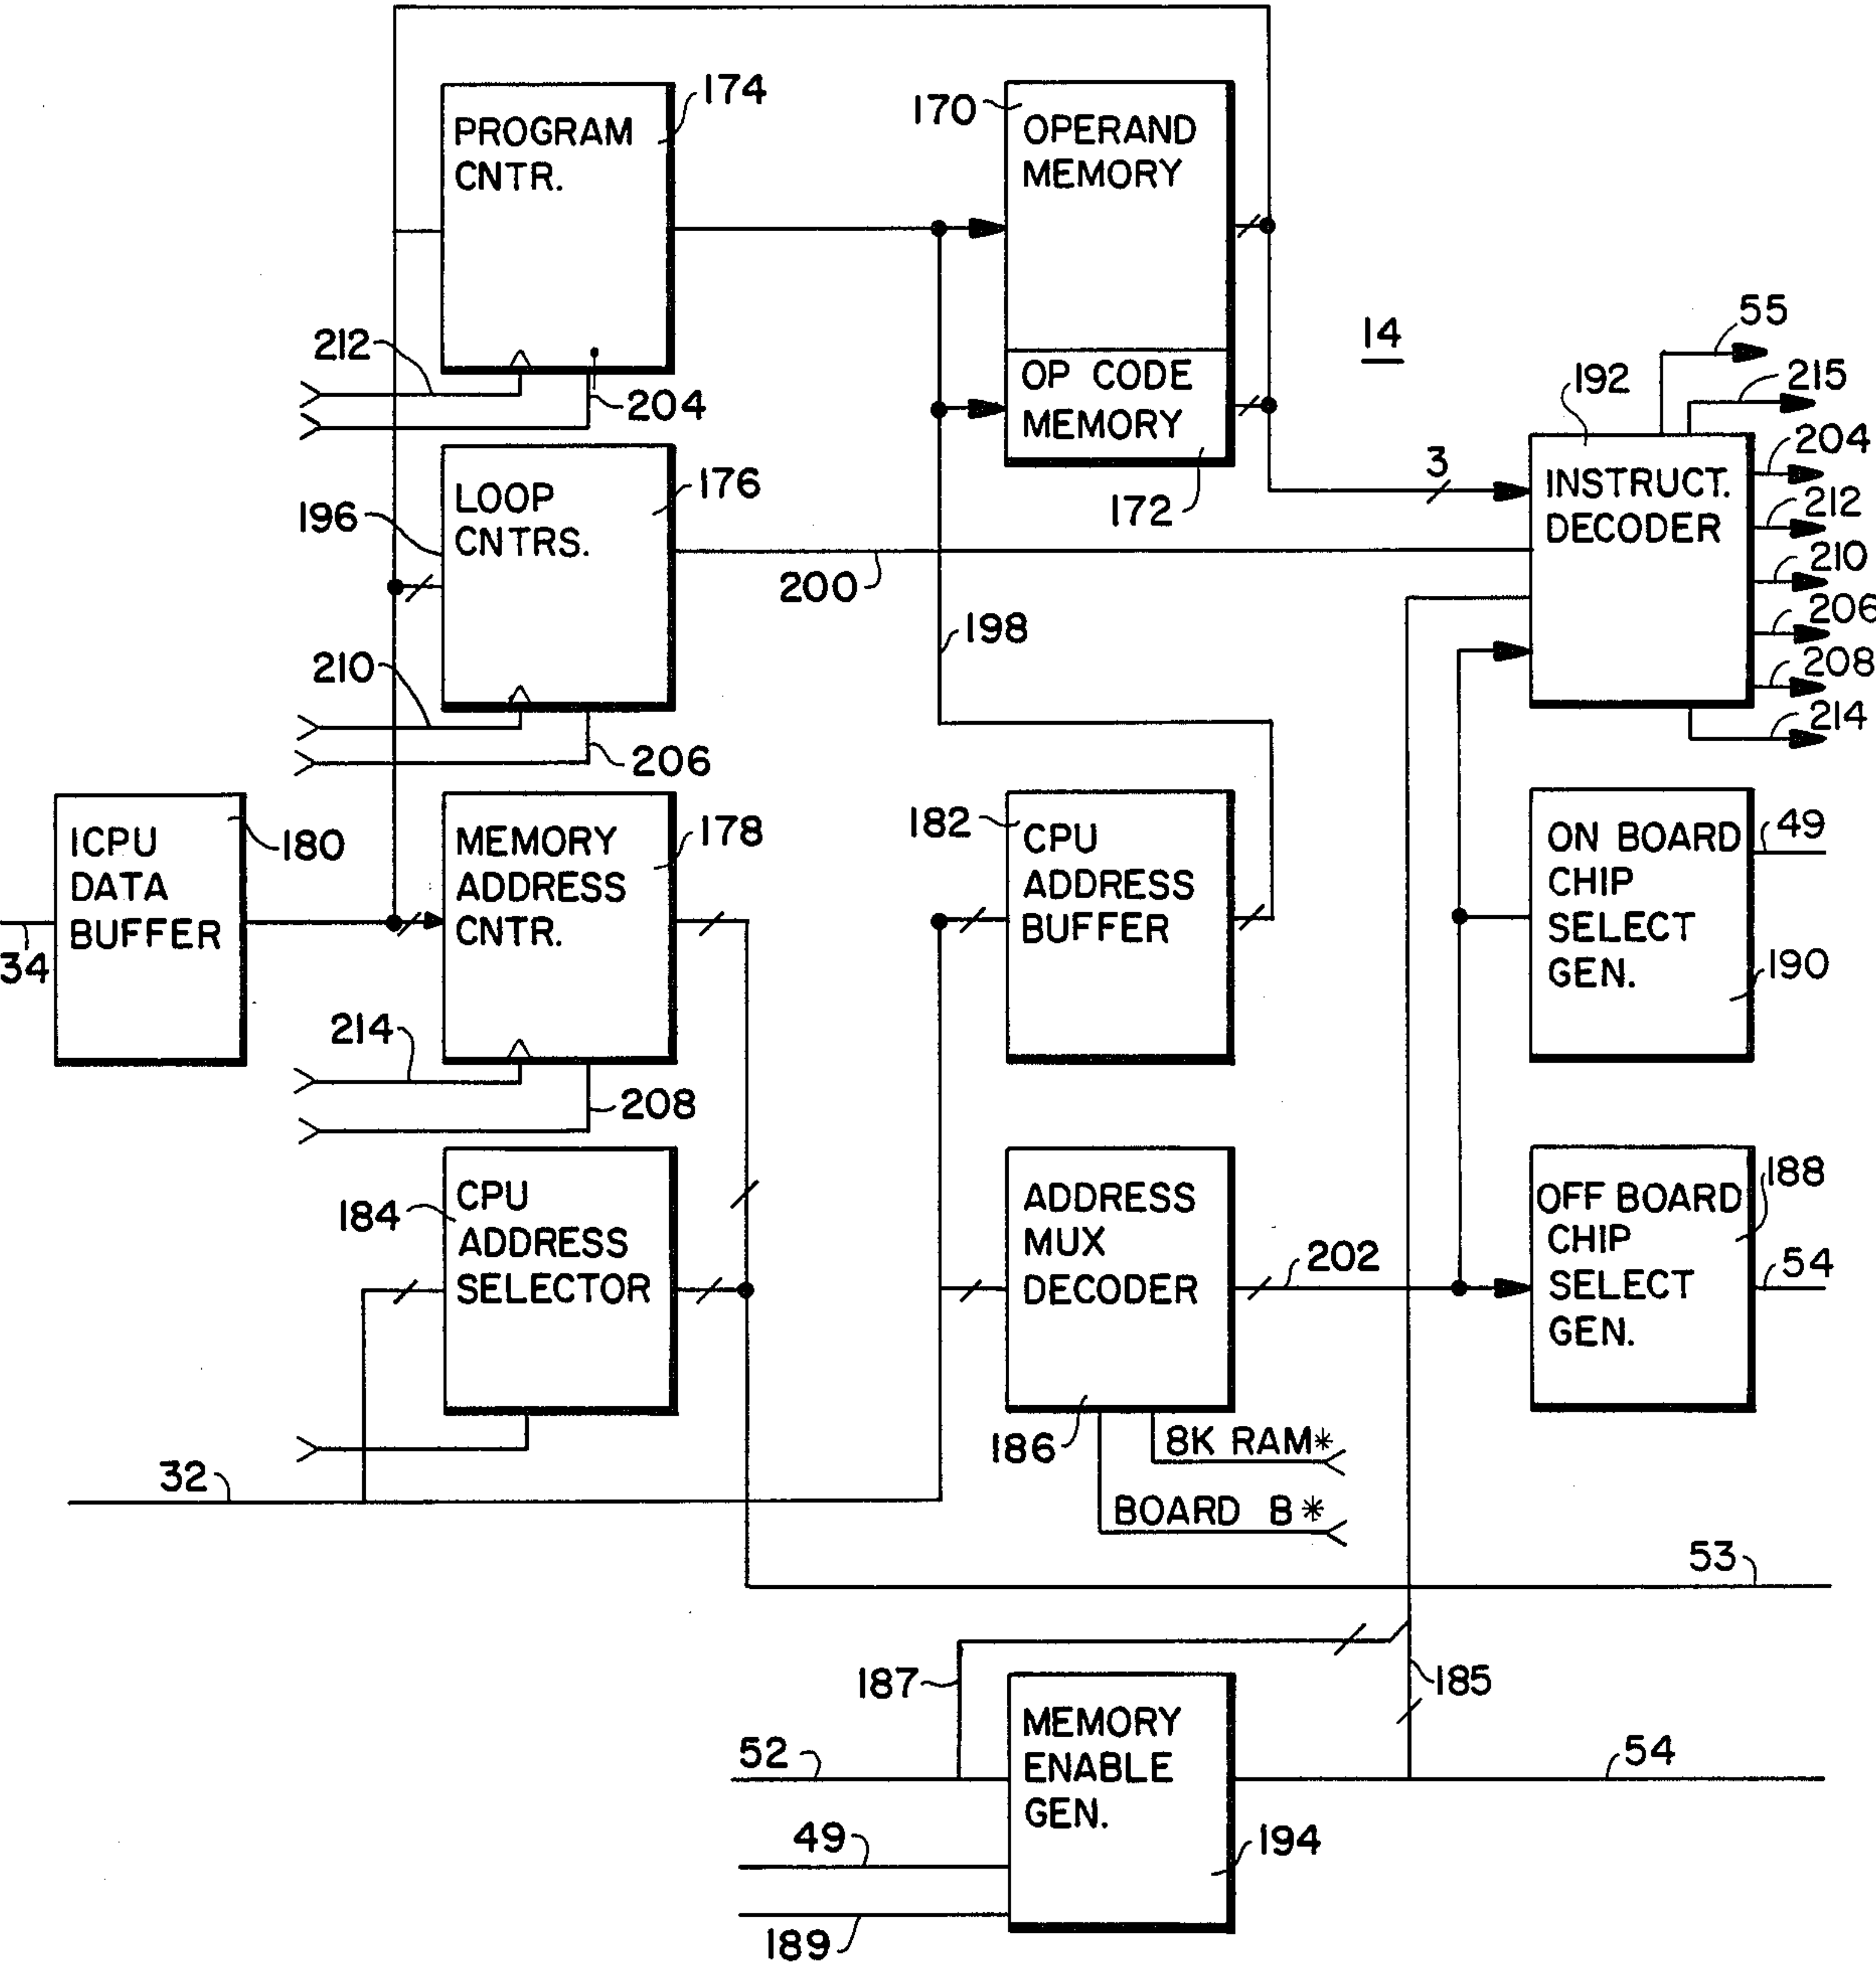 174
PROGRAM
CNTR.
170
OPERAND
MEMORY
14
55
212
204
OP CODE
MEMORY
172
192
215
204
212
210
206
208
214
INSTRUCT.
DECODER
3
196
LOOP
CNTRS.
176
200
198
210
206
ICPU
DATA
BUFFER
180
34
MEMORY
ADDRESS
CNTR.
178
182
CPU
ADDRESS
BUFFER
ON BOARD
CHIP
SELECT
GEN.
49
190
214
208
184
CPU
ADDRESS
SELECTOR
ADDRESS
MUX
DECODER
202
OFF BOARD
CHIP
SELECT
GEN.
188
54
186
8K RAM*
BOARD B*
32
53
187
185
52
MEMORY
ENABLE
GEN.
54
49
194
189